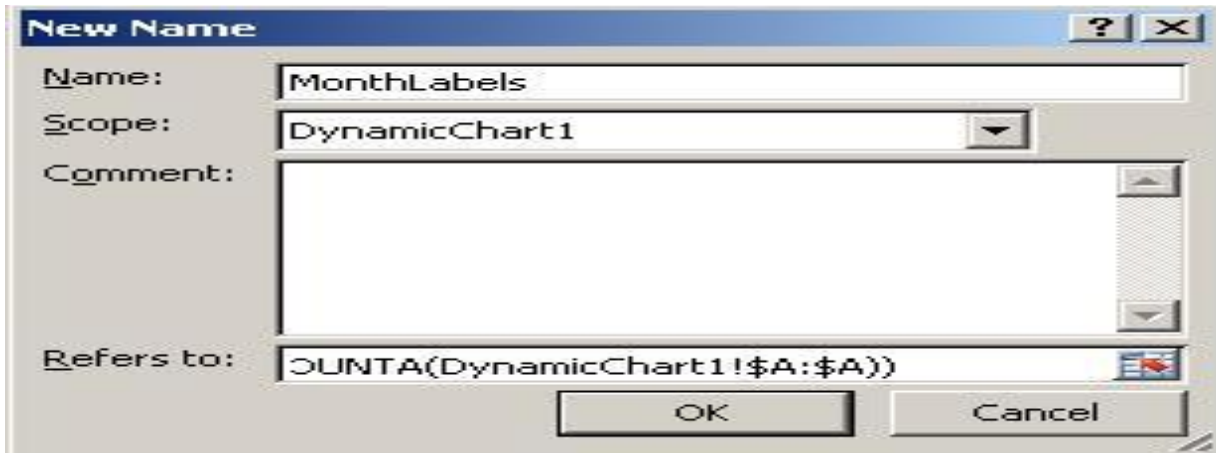 New Name
Name: MonthLabels
Scope: DynamicChart1
Comment:
Refers to: OUNTA(DynamicChart1!$A:$A))
OK Cancel